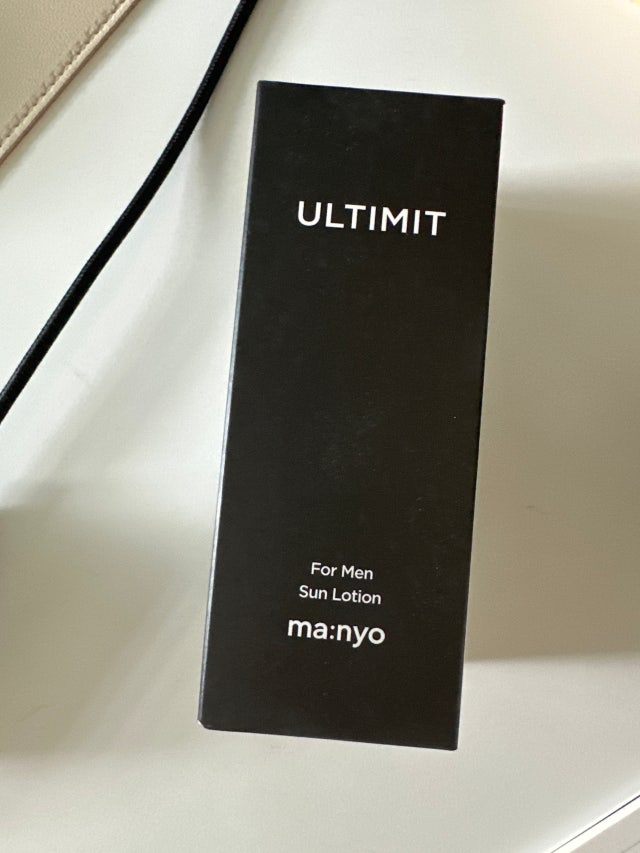 ULTIMIT
For Men
Sun Lotion
ma:nyo